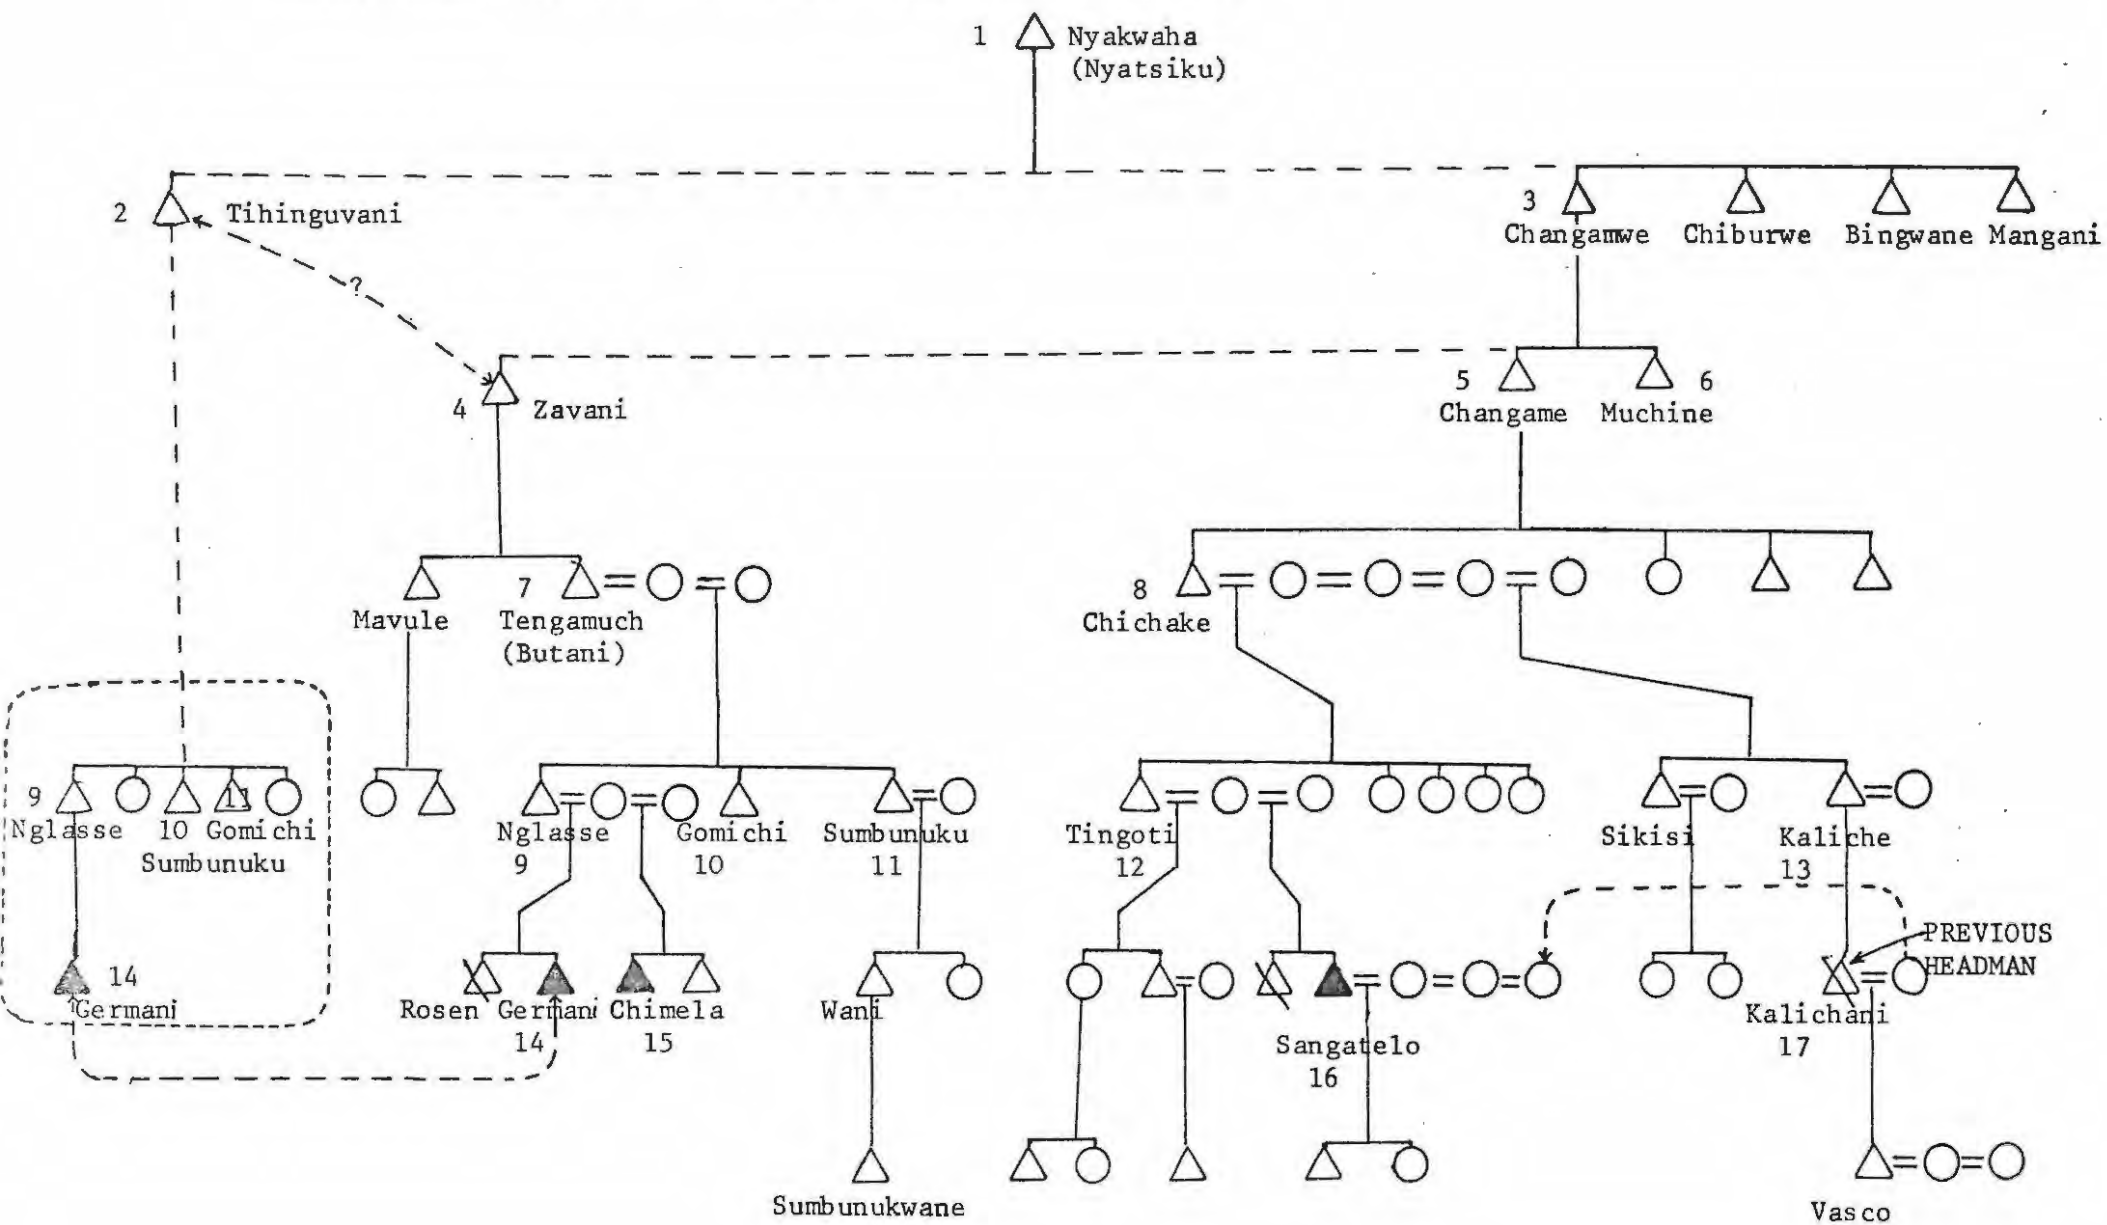 1 Nyakwaha
(Nyatsiku)
2 Tihinguvani
3
Changamwe Chiburwe Bingwane Mangani
?
4 Zavani
5 6
Changame Muchine
7
Mavule Tengamuch
(Butani)
8
Chichake
9 11
Nglasse 10 Gomichi
Sumbunuku
Nglasse Gomichi Sumbunuku
9 10 11
Tingoti
12
Sikisi Kaliche
13
PREVIOUS
HEADMAN
14
Germani
Rosen Germani Chimela
14 15
Wani
Sangatelo
16
Kalichani
17
Sumbunukwane
Vasco